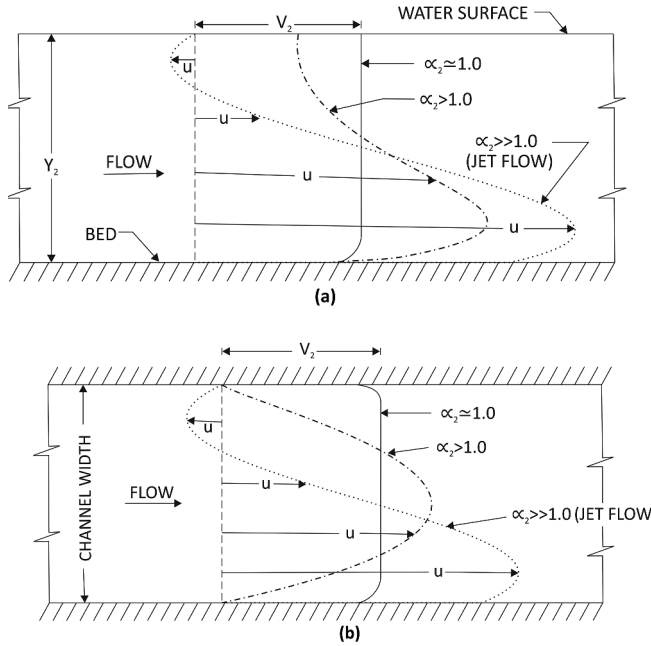 V₂
WATER SURFACE
u
∝₂≃1.0
∝₂>1.0
u
∝₂>>1.0
(JET FLOW)
Y₂
FLOW
u
BED
u
(a)
V₂
∝₂≃1.0
u
∝₂>1.0
CHANNEL WIDTH
FLOW
u
∝₂>>1.0 (JET FLOW
u
u
(b)